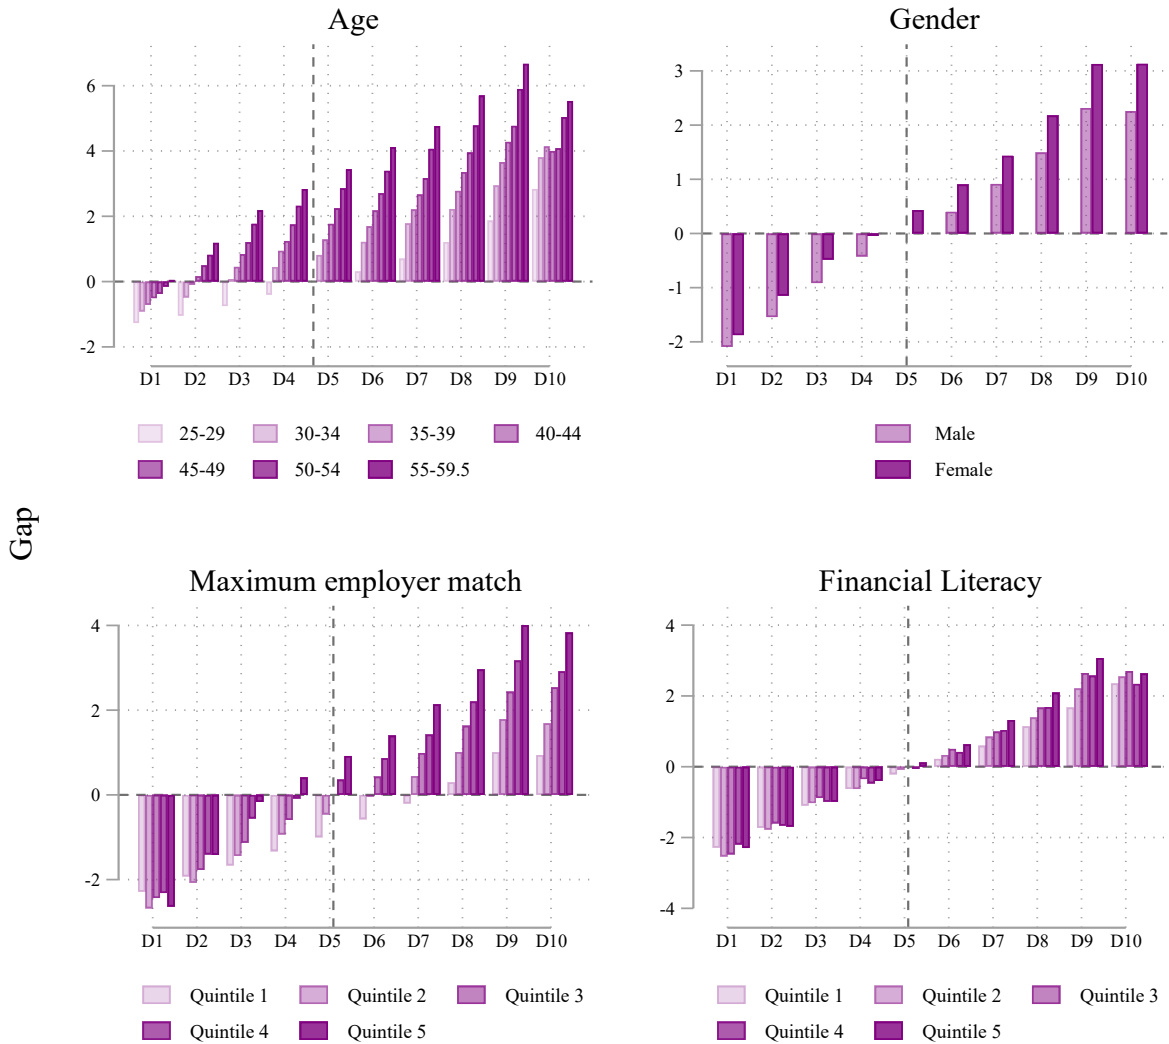 Age
6
4
2
0
-2
D1 D2 D3 D4 D5 D6 D7 D8 D9 D10
25-29 30-34 35-39 40-44
45-49 50-54 55-59.5
Gender
3
2
1
0
-1
-2
D1 D2 D3 D4 D5 D6 D7 D8 D9 D10
Male
Female
Gap
Maximum employer match
4
2
0
-2
D1 D2 D3 D4 D5 D6 D7 D8 D9 D10
Quintile 1 Quintile 2 Quintile 3
Quintile 4 Quintile 5
Financial Literacy
4
2
0
-2
-4
D1 D2 D3 D4 D5 D6 D7 D8 D9 D10
Quintile 1 Quintile 2 Quintile 3
Quintile 4 Quintile 5